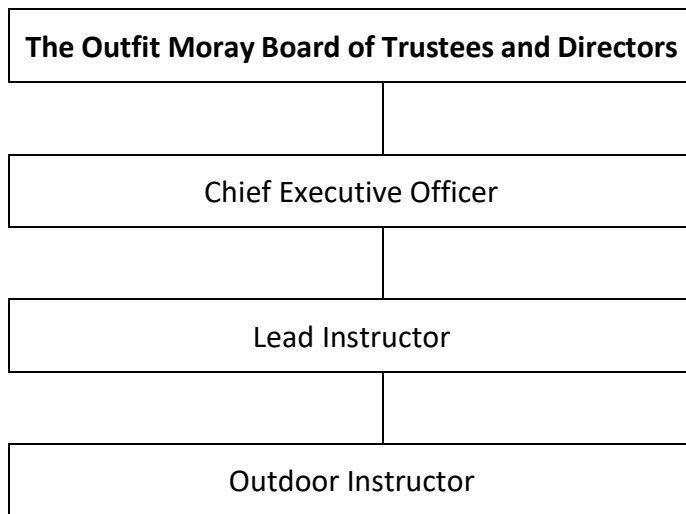 The Outfit Moray Board of Trustees and Directors
Chief Executive Officer
Lead Instructor
Outdoor Instructor